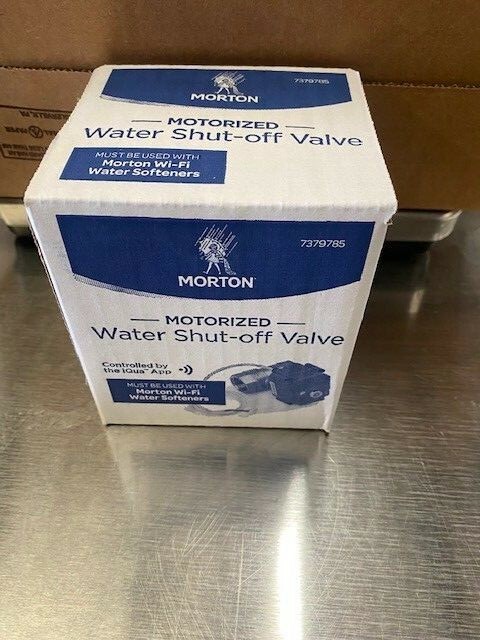 MORTON
7379785
MOTORIZED
Water Shut-off Valve
MUST BE USED WITH
Morton Wi-Fi
Water Softeners
MORTON
7379785
MOTORIZED
Water Shut-off Valve
Controlled by
the iQua™ App
MUST BE USED WITH
Morton Wi-Fi
Water Softeners